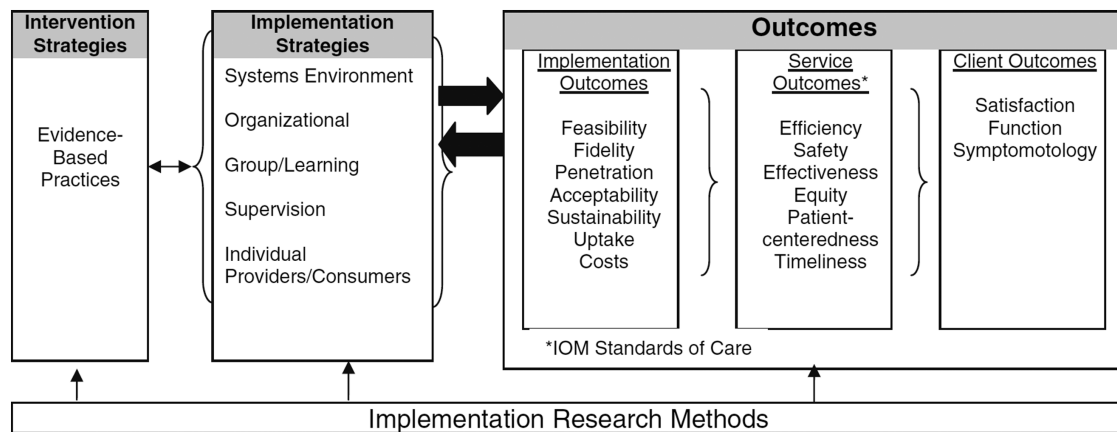 Intervention
Strategies
Evidence-
Based
Practices
Implementation
Strategies
Systems Environment
Organizational
Group/Learning
Supervision
Individual
Providers/Consumers
Outcomes
Implementation
Outcomes
Feasibility
Fidelity
Penetration
Acceptability
Sustainability
Uptake
Costs
Service
Outcomes*
Efficiency
Safety
Effectiveness
Equity
Patient-
centeredness
Timeliness
Client Outcomes
Satisfaction
Function
Symptomotology
*IOM Standards of Care
Implementation Research Methods